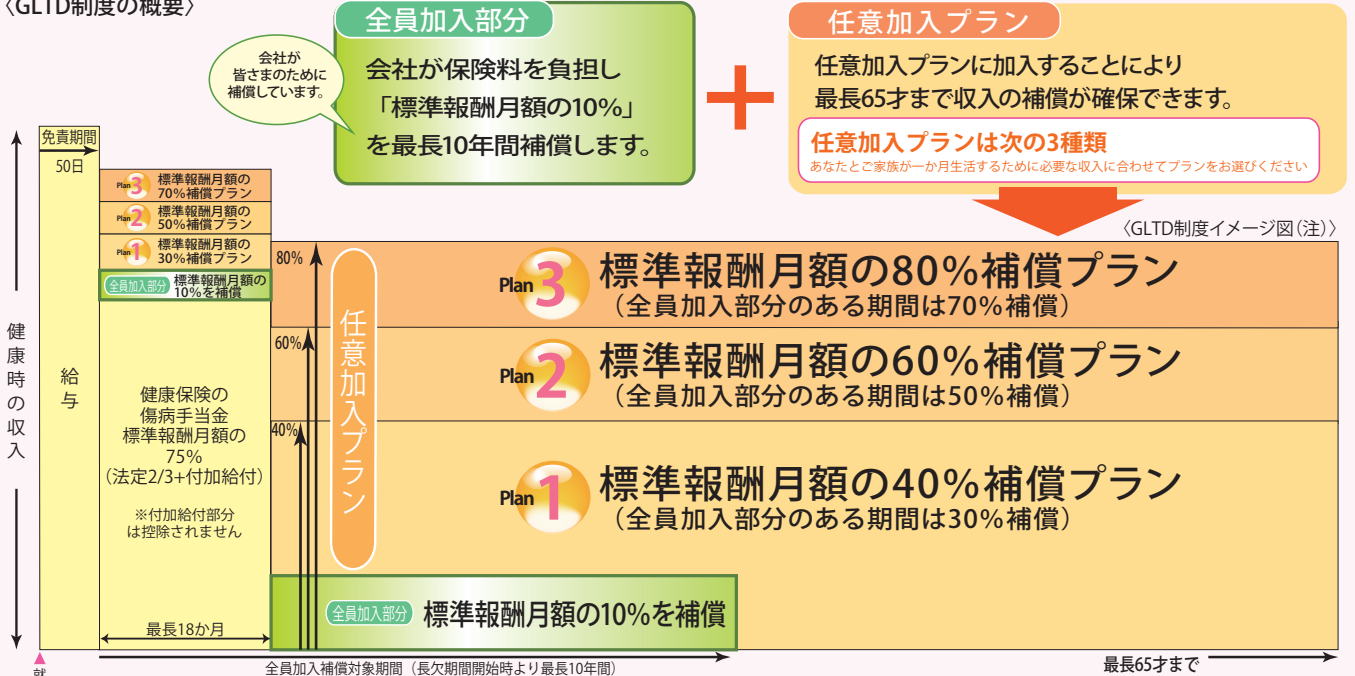 〈GLTD制度の概要〉
全員加入部分
会社が
皆さまのために
補償しています。
会社が保険料を負担し
「標準報酬月額の10%」
を最長10年間補償します。
任意加入プラン
任意加入プランに加入することにより
最長65才まで収入の補償が確保できます。
任意加入プランは次の3種類
あなたとご家族が一か月生活するために必要な収入に合わせてプランをお選びください
〈GLTD制度イメージ図(注)〉
健康時の収入
免責期間
50日
給与
Plan 3 標準報酬月額の
70%補償プラン
Plan 2 標準報酬月額の
50%補償プラン
Plan 1 標準報酬月額の
30%補償プラン
全員加入部分 標準報酬月額の
10%を補償
健康保険の
傷病手当金
標準報酬月額の
75%
(法定2/3+付加給付)
※付加給付部分
は控除されません
最長18か月
80%
60%
40%
任意加入プラン
Plan 3 標準報酬月額の80%補償プラン
(全員加入部分のある期間は70%補償)
Plan 2 標準報酬月額の60%補償プラン
(全員加入部分のある期間は50%補償)
Plan 1 標準報酬月額の40%補償プラン
(全員加入部分のある期間は30%補償)
全員加入部分 標準報酬月額の10%を補償
全員加入補償対象期間(長欠期間開始時より最長10年間)
最長65才まで